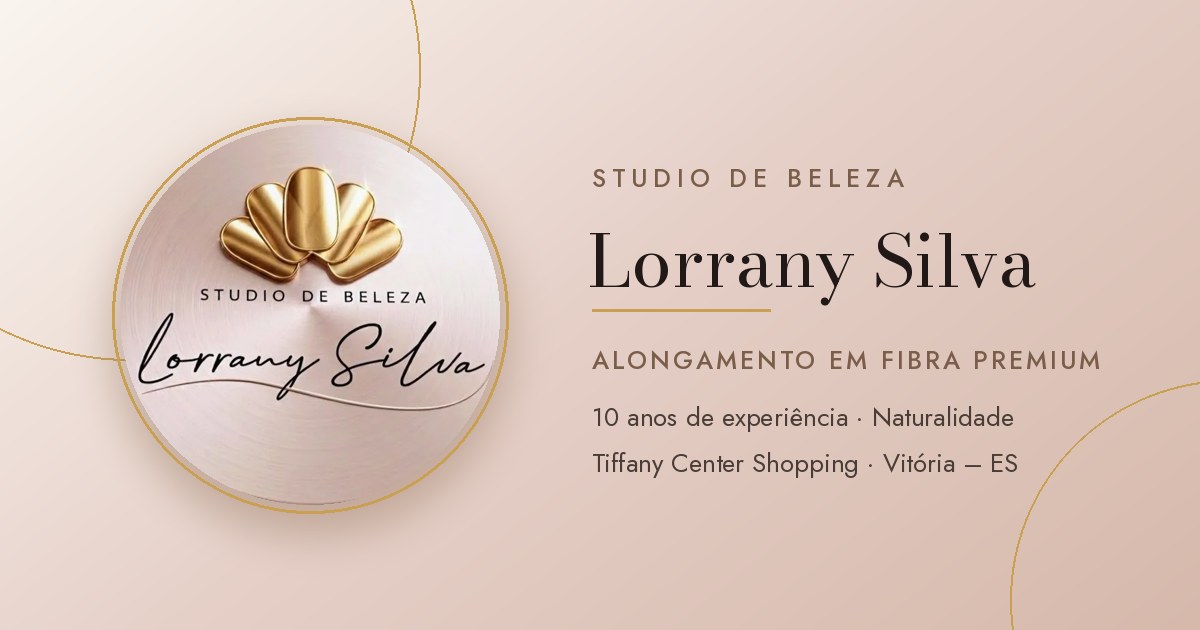 STUDIO DE BELEZA
Lorrany Silva
STUDIO DE BELEZA
Lorrany Silva
ALONGAMENTO EM FIBRA PREMIUM
10 anos de experiência · Naturalidade
Tiffany Center Shopping · Vitória – ES